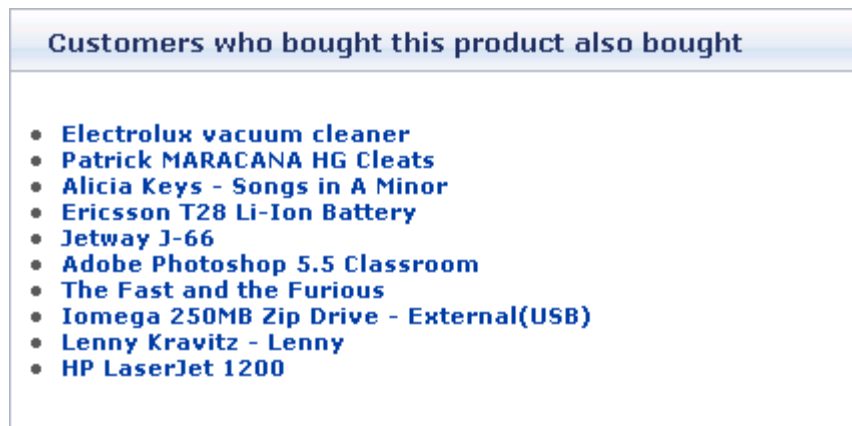 Customers who bought this product also bought
Electrolux vacuum cleaner
Patrick MARACANA HG Cleats
Alicia Keys - Songs in A Minor
Ericsson T28 Li-Ion Battery
Jetway J-66
Adobe Photoshop 5.5 Classroom
The Fast and the Furious
Iomega 250MB Zip Drive - External(USB)
Lenny Kravitz - Lenny
HP LaserJet 1200